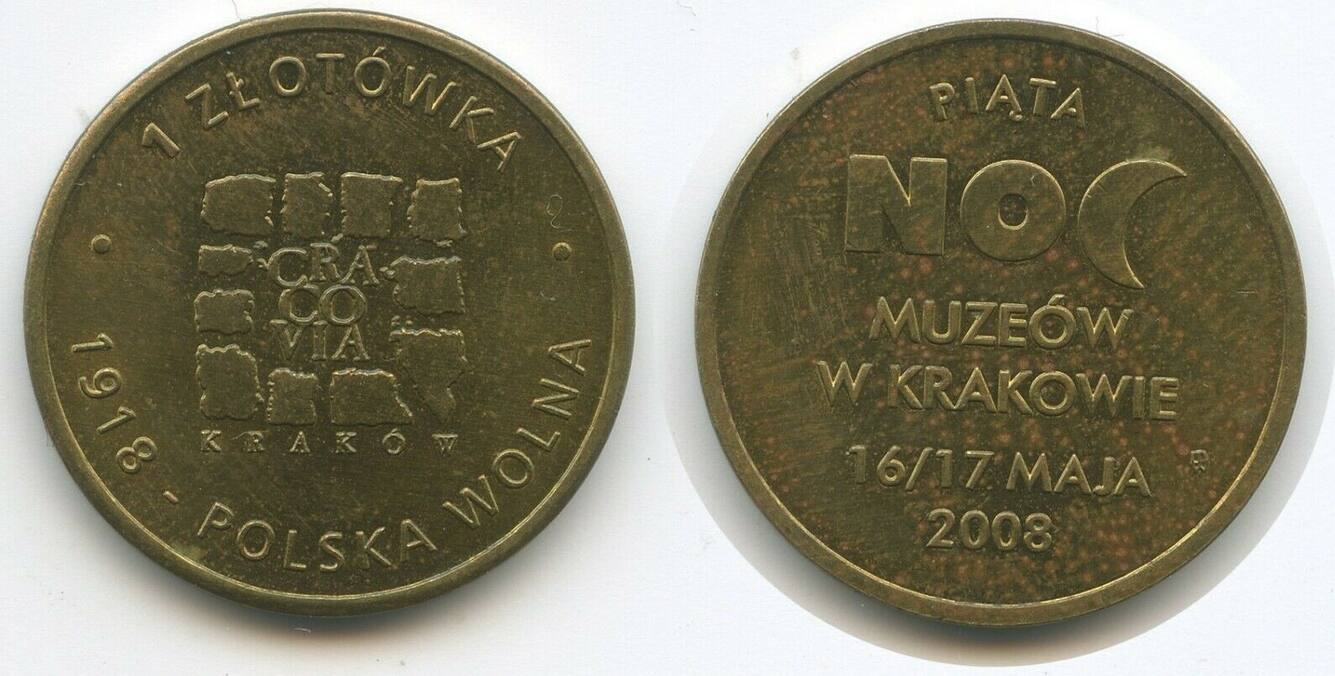 1 ZŁOTÓWKA
CRA
CO
VIA
KRAKÓW
1918 - POLSKA WOLNA
PIĄTA
NOC
MUZEÓW
W KRAKOWIE
16/17 MAJA
2008